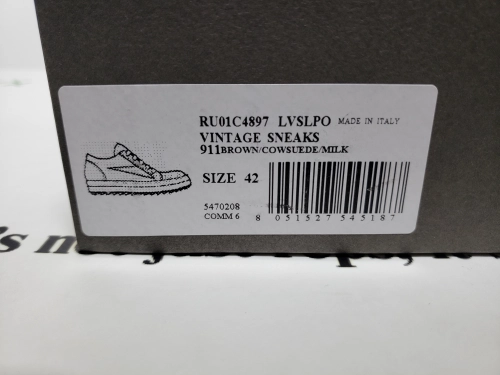 RU01C4897 LVSLPO MADE IN ITALY
VINTAGE SNEAKS
911BROWN/COWSUEDE/MILK
SIZE 42
5470208
COMM 6
8 051527 545187
's n